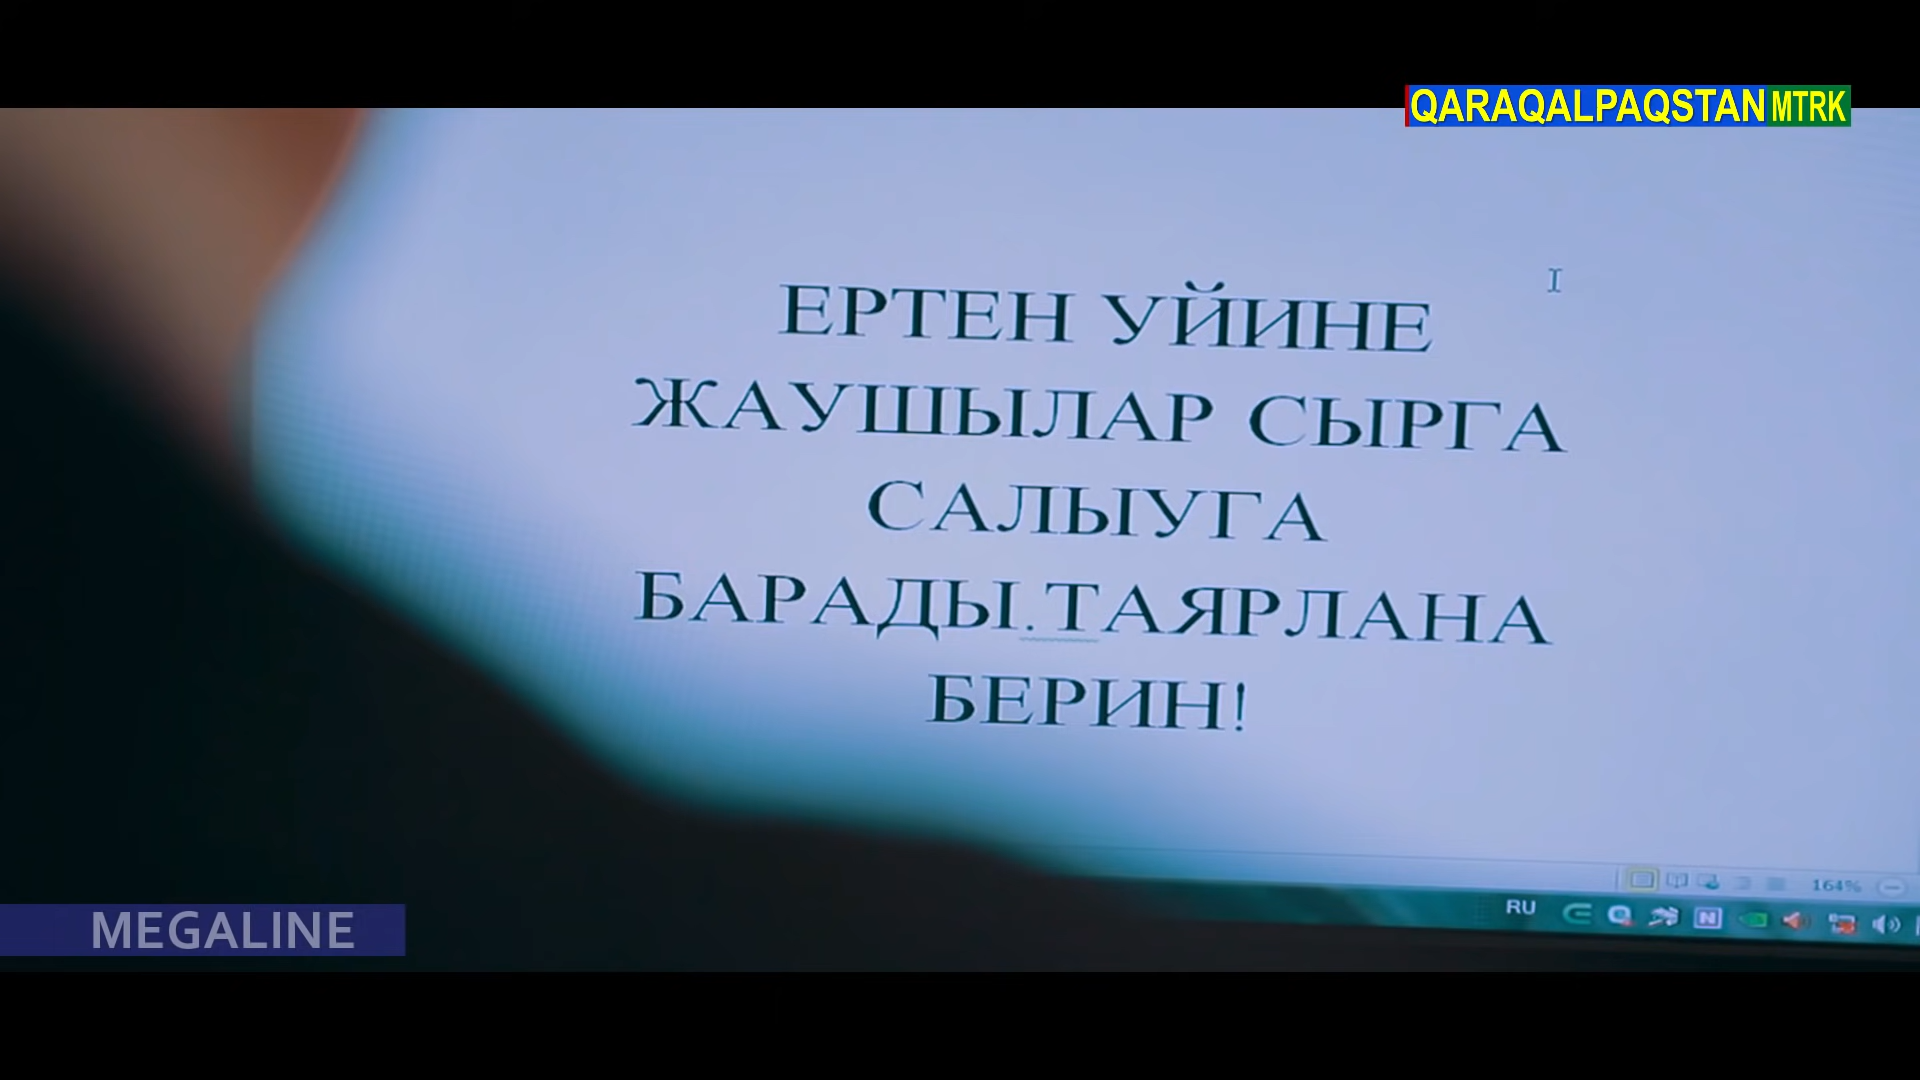 QARAQALPAQSTAN MTRK
ЕРТЕН УЙИНЕ
ЖАУШЫЛАР СЫРГА
САЛЫУГА
БАРАДЫ.ТАЯРЛАНА
БЕРИН!
164%
RU
MEGALINE